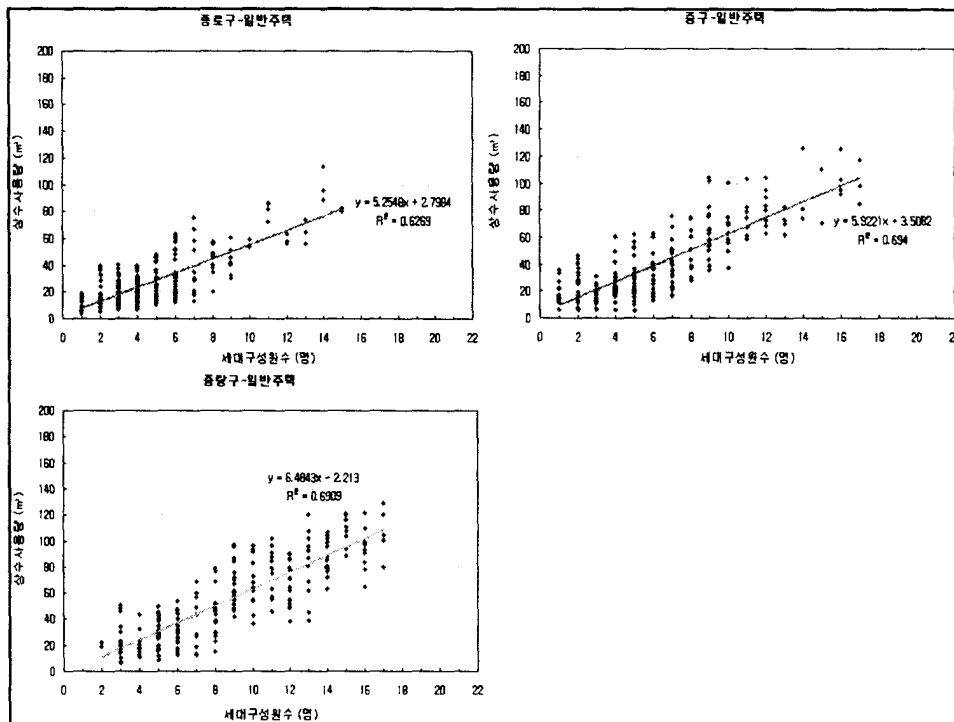 종로구-일반주택
상수사용량 (㎥)
200
180
160
140
120
100
80
60
40
20
0
y = 5.2548x + 2.7984
R² = 0.6269
0 2 4 6 8 10 12 14 16 18 20 22
세대구성원수 (명)
중구-일반주택
상수사용량 (㎥)
200
180
160
140
120
100
80
60
40
20
0
y = 5.9221x + 3.5082
R² = 0.694
0 2 4 6 8 10 12 14 16 18 20 22
세대구성원수 (명)
중랑구-일반주택
상수사용량 (㎥)
200
180
160
140
120
100
80
60
40
20
0
y = 6.4843x - 2.213
R² = 0.6909
0 2 4 6 8 10 12 14 16 18 20 22
세대구성원수 (명)